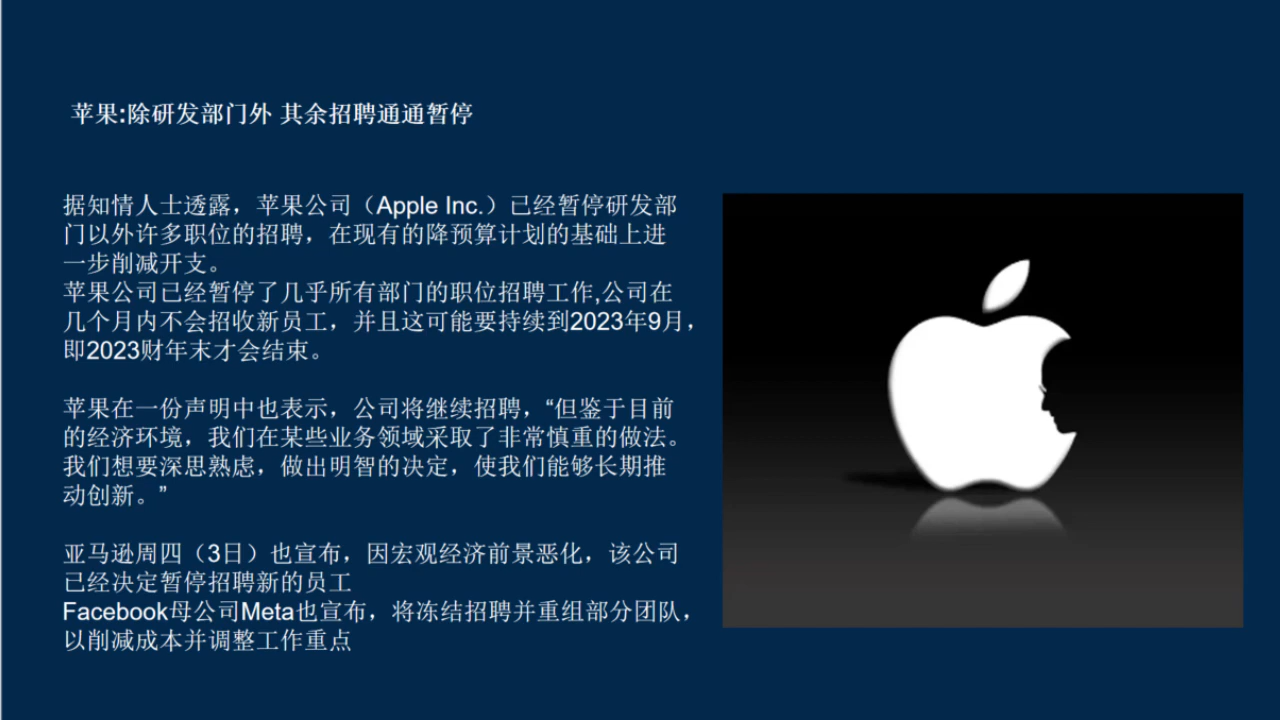 苹果:除研发部门外 其余招聘通通暂停
据知情人士透露，苹果公司（Apple Inc.）已经暂停研发部
门以外许多职位的招聘，在现有的降预算计划的基础上进
一步削减开支。
苹果公司已经暂停了几乎所有部门的职位招聘工作,公司在
几个月内不会招收新员工，并且这可能要持续到2023年9月，
即2023财年末才会结束。
苹果在一份声明中也表示，公司将继续招聘，“但鉴于目前
的经济环境，我们在某些业务领域采取了非常慎重的做法。
我们想要深思熟虑，做出明智的决定，使我们能够长期推
动创新。”
亚马逊周四（3日）也宣布，因宏观经济前景恶化，该公司
已经决定暂停招聘新的员工
Facebook母公司Meta也宣布，将冻结招聘并重组部分团队，
以削减成本并调整工作重点